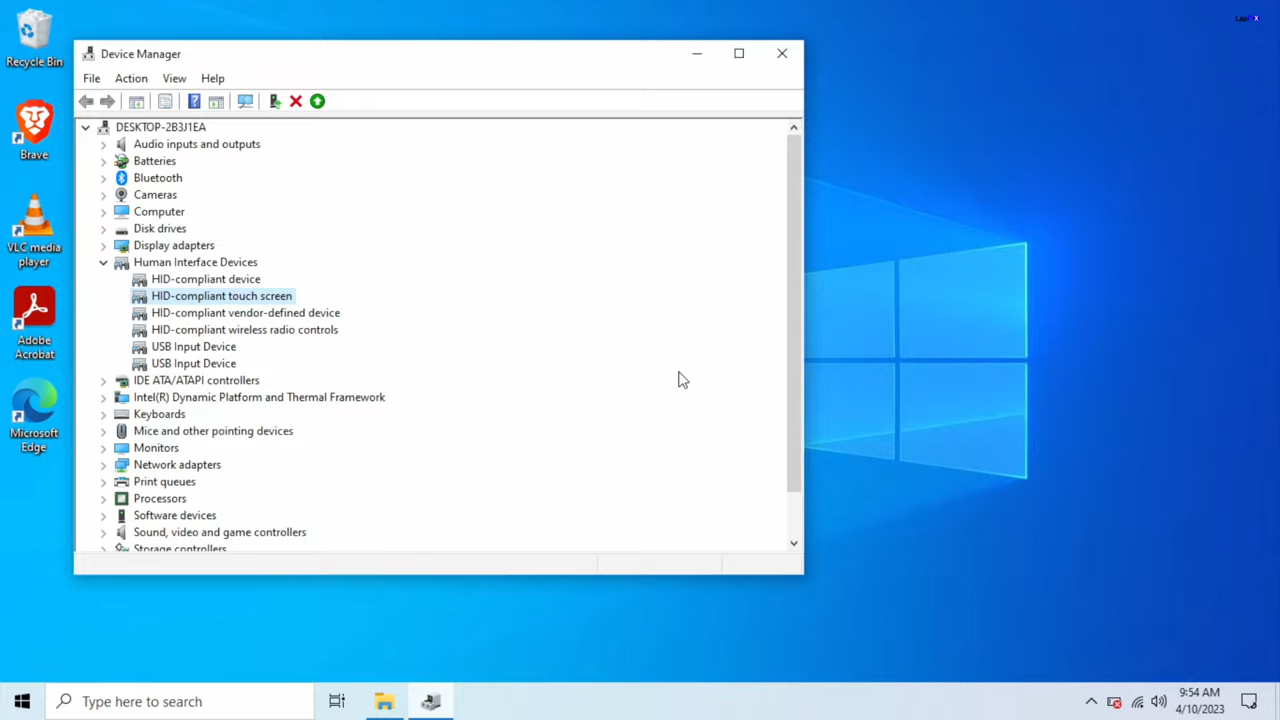 LapFiX
Recycle Bin
Brave
VLC media
player
Adobe
Acrobat
Microsoft
Edge
Device Manager
File Action View Help
DESKTOP-2B3J1EA
Audio inputs and outputs
Batteries
Bluetooth
Cameras
Computer
Disk drives
Display adapters
Human Interface Devices
HID-compliant device
HID-compliant touch screen
HID-compliant vendor-defined device
HID-compliant wireless radio controls
USB Input Device
USB Input Device
IDE ATA/ATAPI controllers
Intel(R) Dynamic Platform and Thermal Framework
Keyboards
Mice and other pointing devices
Monitors
Network adapters
Print queues
Processors
Software devices
Sound, video and game controllers
Storage controllers
Type here to search
9:54 AM
4/10/2023